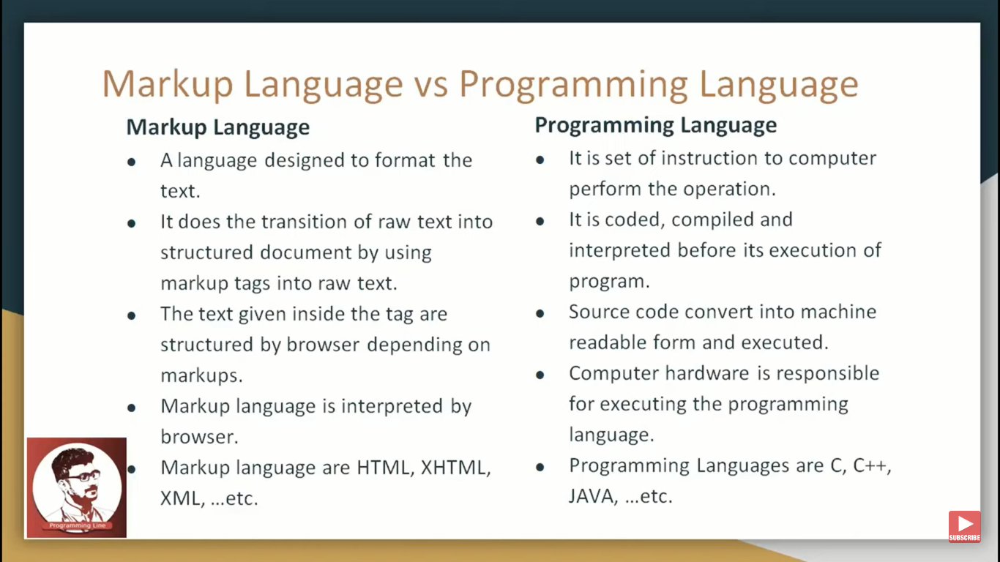 Markup Language vs Programming Language
Markup Language
● A language designed to format the
text.
● It does the transition of raw text into
structured document by using
markup tags into raw text.
● The text given inside the tag are
structured by browser depending on
markups.
● Markup language is interpreted by
browser.
● Markup language are HTML, XHTML,
XML, ...etc.
Programming Language
● It is set of instruction to computer
perform the operation.
● It is coded, compiled and
interpreted before its execution of
program.
● Source code convert into machine
readable form and executed.
● Computer hardware is responsible
for executing the programming
language.
● Programming Languages are C, C++,
JAVA, ...etc.
Programming Line
SUBSCRIBE